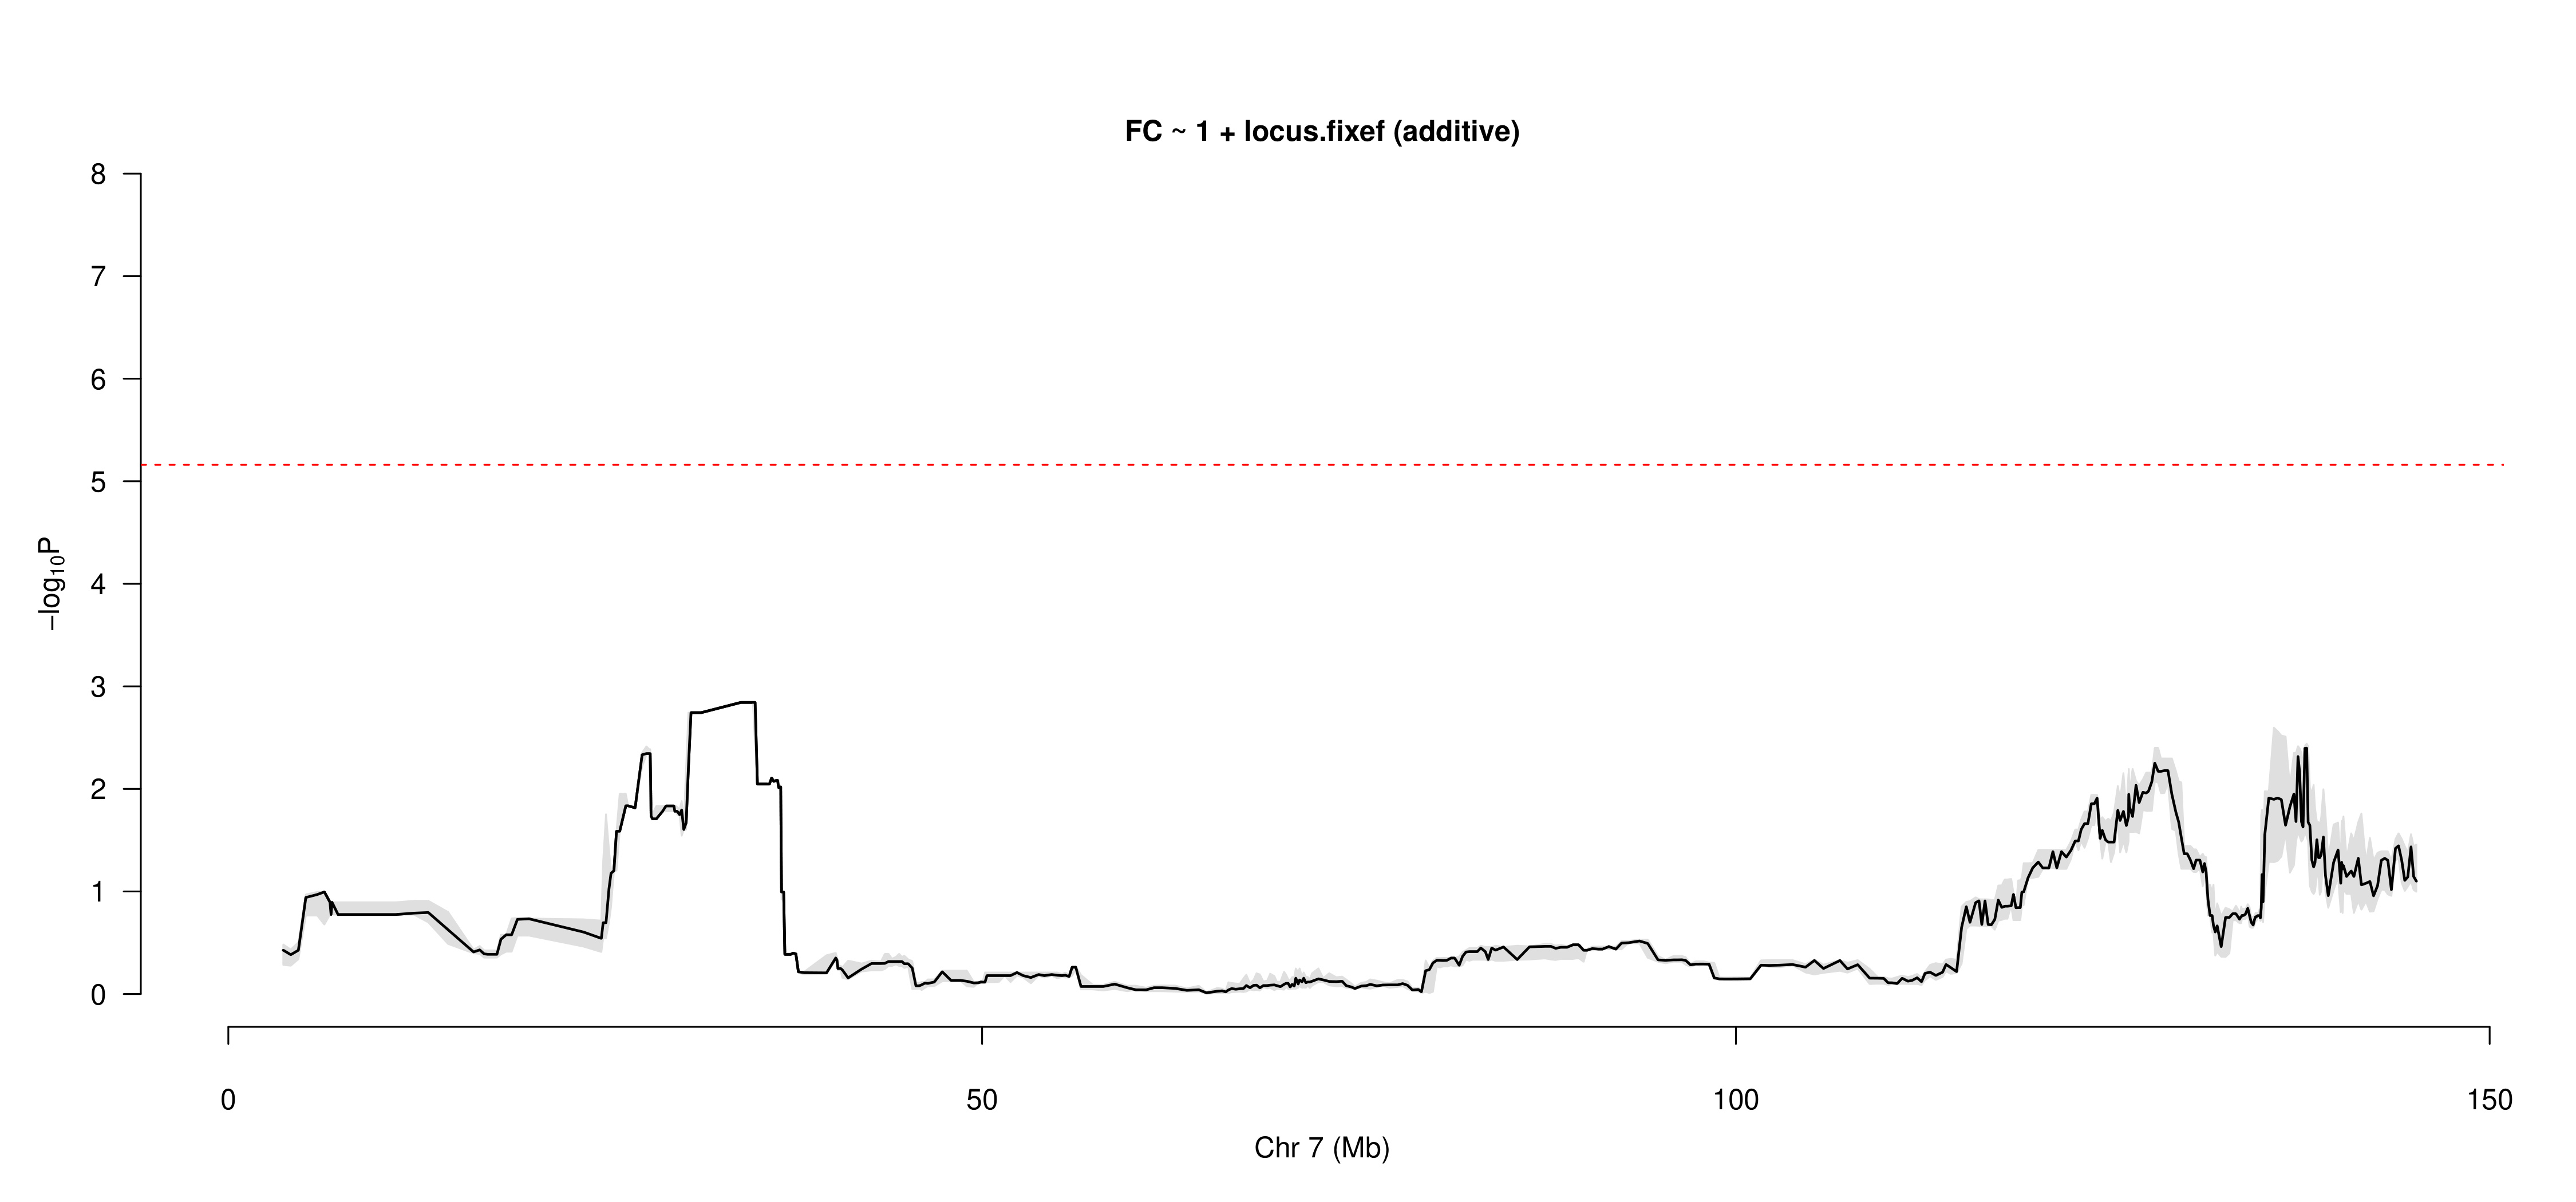 FC ~ 1 + locus.fixef (additive)
8
7
6
5
4
3
2
1
0
−log10P
0 50 100 150
Chr 7 (Mb)